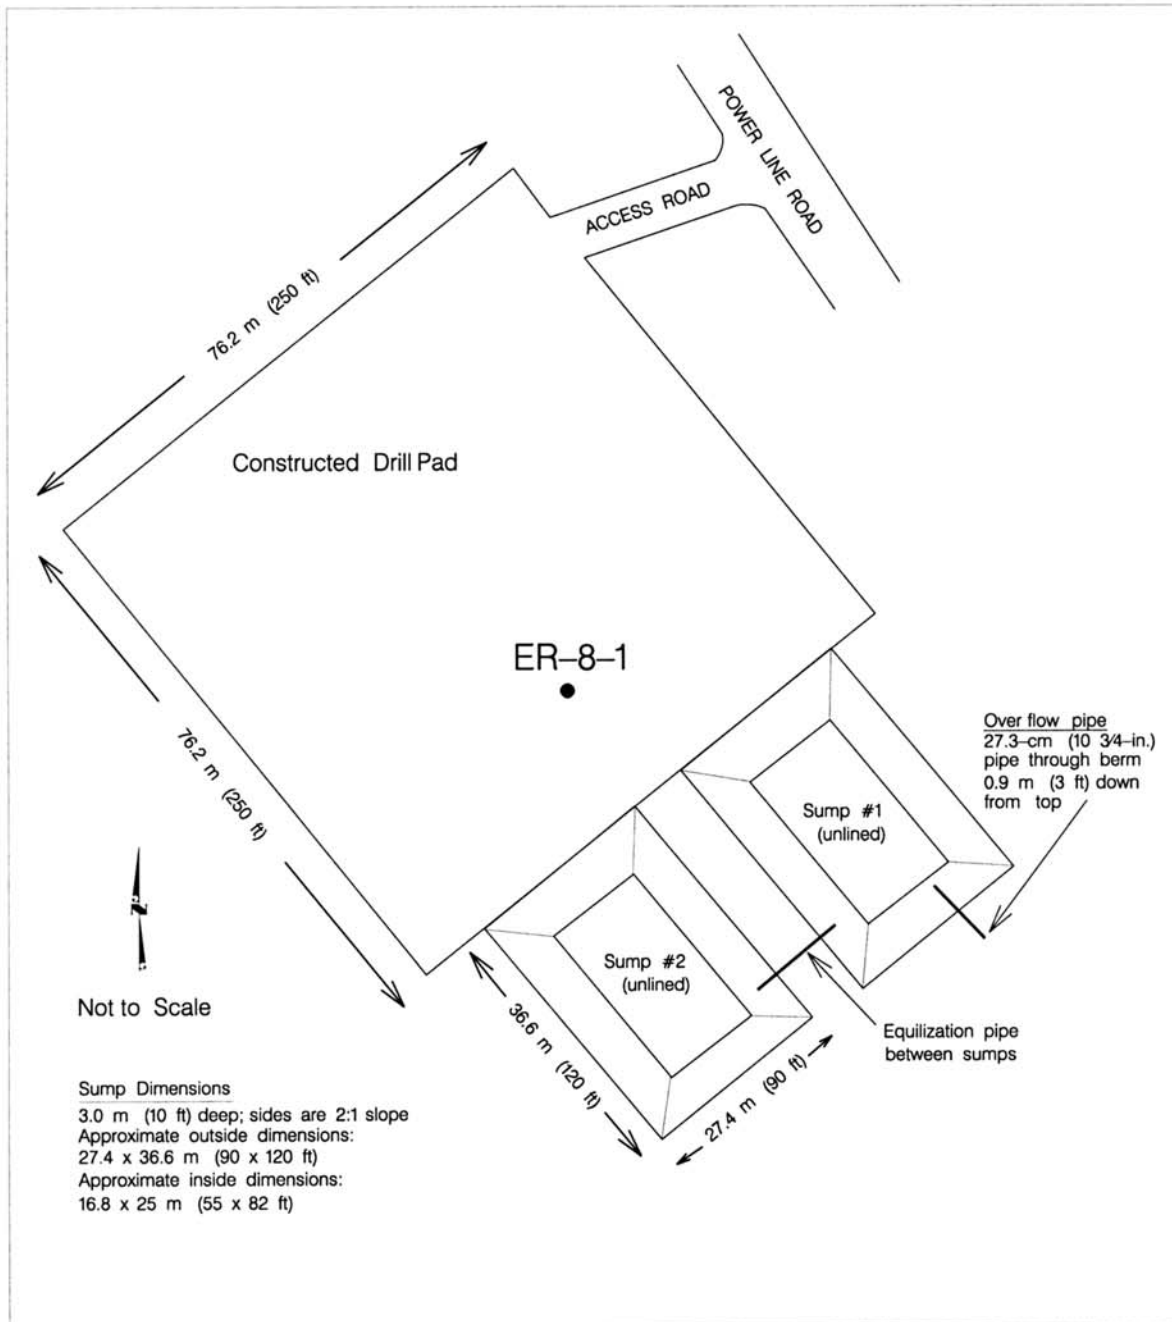 POWER LINE ROAD
ACCESS ROAD
76.2 m (250 ft)
Constructed Drill Pad
ER-8-1
76.2 m (250 ft)
Over flow pipe
27.3-cm (10 3/4-in.)
pipe through berm
0.9 m (3 ft) down
from top
Sump #1
(unlined)
Sump #2
(unlined)
N
Not to Scale
36.6 m (120 ft)
27.4 m (90 ft)
Equilization pipe
between sumps
Sump Dimensions
3.0 m (10 ft) deep; sides are 2:1 slope
Approximate outside dimensions:
27.4 x 36.6 m (90 x 120 ft)
Approximate inside dimensions:
16.8 x 25 m (55 x 82 ft)